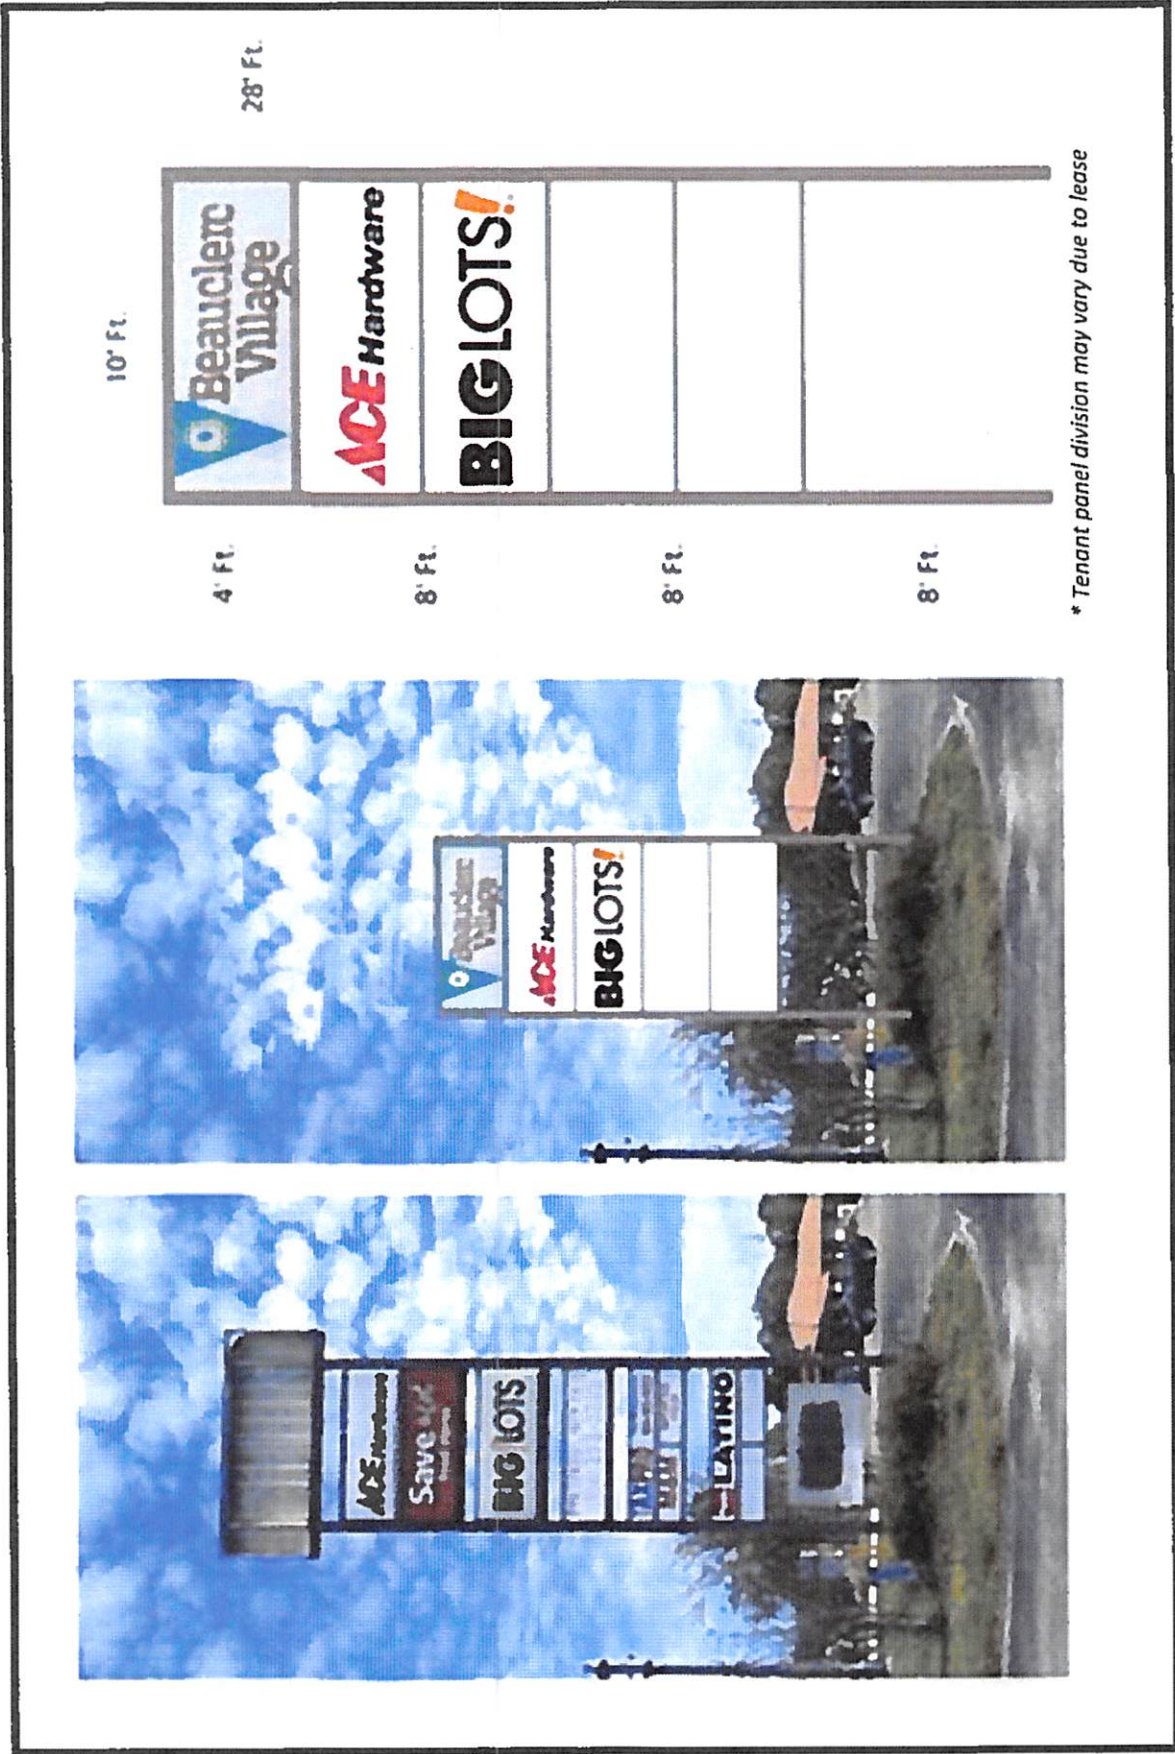 ACE Hardware
Save
BIG LOTS
LATINO
Beauclerc
Village
ACE Hardware
BIG LOTS!
10' Ft.
28' Ft.
Beauclerc
Village
ACE Hardware
BIG LOTS!
4' Ft.
8' Ft.
8' Ft.
8' Ft.
* Tenant panel division may vary due to lease